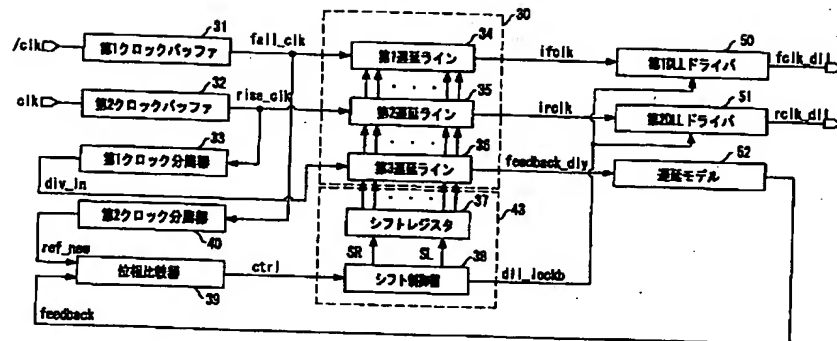 /clk
31
第1クロックバッファ
fall_clk
30
34
第1遅延ライン
ifclk
50
第1DLLドライバ
fclk_dll
clk
32
第2クロックバッファ
rise_clk
35
第2遅延ライン
irclk
51
第2DLLドライバ
rclk_dll
33
第1クロック分周器
div_in
36
第3遅延ライン
feedback_dly
52
遅延モデル
37
43
シフトレジスタ
第2クロック分周器
40
SR
SL
38
ref_new
位相比較器
39
ctrl
シフト制御器
dll_lockb
feedback